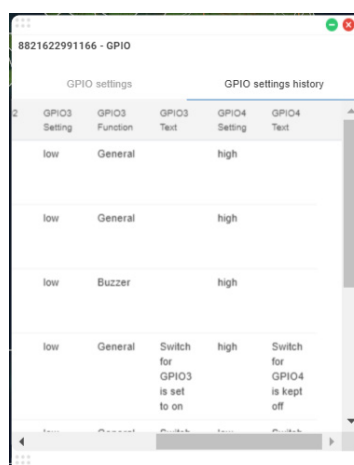 8821622991166 - GPIO
GPIO settings GPIO settings history
2 GPIO3 GPIO3 GPIO3 GPIO4 GPIO4
Setting Function Text Setting Text
low General high
low General high
low Buzzer high
low General Switch high Switch
for for
GPIO3 GPIO4
is set is kept
to on off